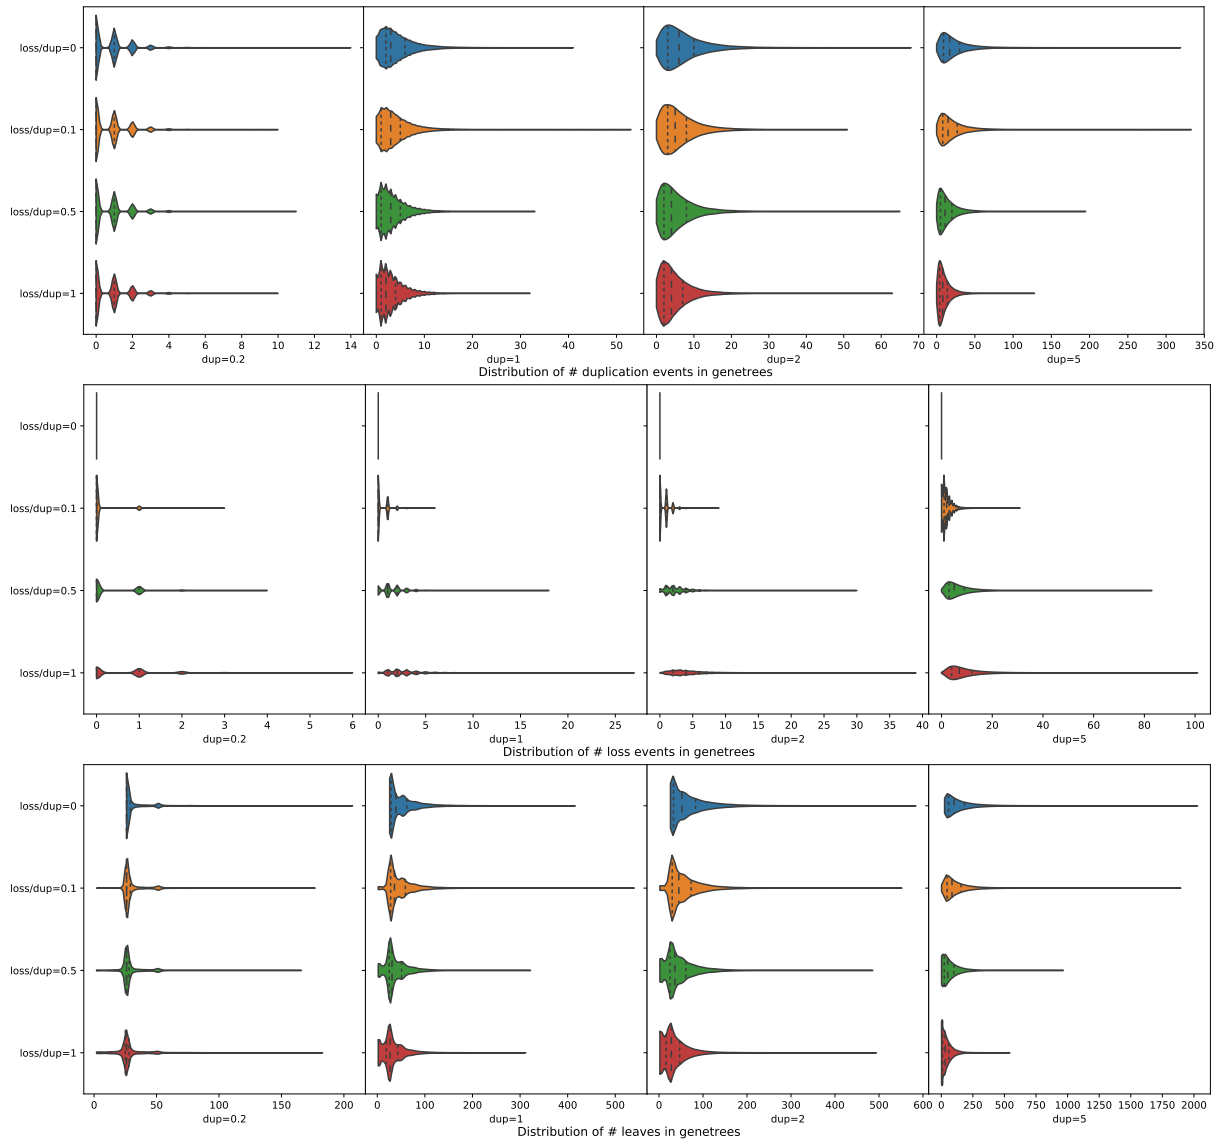 loss/dup=0
loss/dup=0.1
loss/dup=0.5
loss/dup=1
0 2 4 6 8 10 12 14 0 10 20 30 40 50 0 10 20 30 40 50 60 70 0 50 100 150 200 250 300 350
dup=0.2 dup=1 dup=2 dup=5
Distribution of # duplication events in genetrees
loss/dup=0
loss/dup=0.1
loss/dup=0.5
loss/dup=1
0 1 2 3 4 5 6 0 5 10 15 20 25 0 5 10 15 20 25 30 35 40 0 20 40 60 80 100
dup=0.2 dup=1 dup=2 dup=5
Distribution of # loss events in genetrees
loss/dup=0
loss/dup=0.1
loss/dup=0.5
loss/dup=1
0 50 100 150 200 0 100 200 300 400 500 0 100 200 300 400 500 600 0 250 500 750 1000 1250 1500 1750 2000
dup=0.2 dup=1 dup=2 dup=5
Distribution of # leaves in genetrees